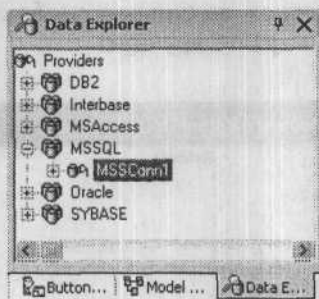 Data Explorer
Providers
DB2
Interbase
MSAccess
MSSQL
MSSConn1
Oracle
SYBASE
Button... Model ... Data E...